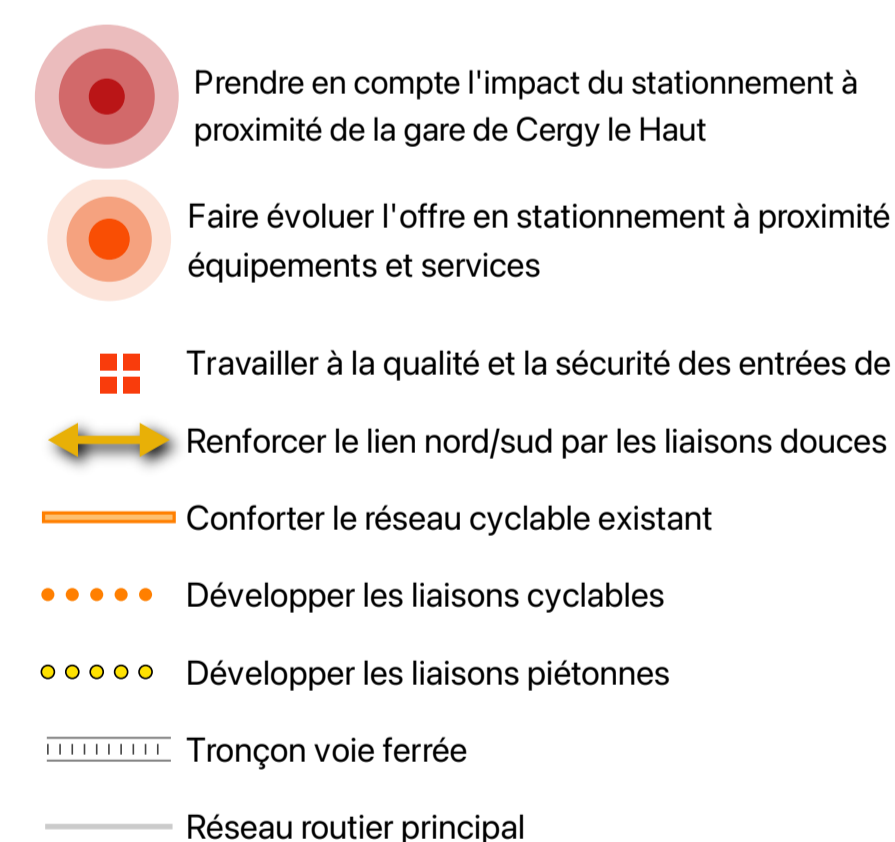 Prendre en compte l'impact du stationnement à
proximité de la gare de Cergy le Haut
Faire évoluer l'offre en stationnement à proximité
équipements et services
Travailler à la qualité et la sécurité des entrées de
Renforcer le lien nord/sud par les liaisons douces
Conforter le réseau cyclable existant
Développer les liaisons cyclables
Développer les liaisons piétonnes
Tronçon voie ferrée
Réseau routier principal